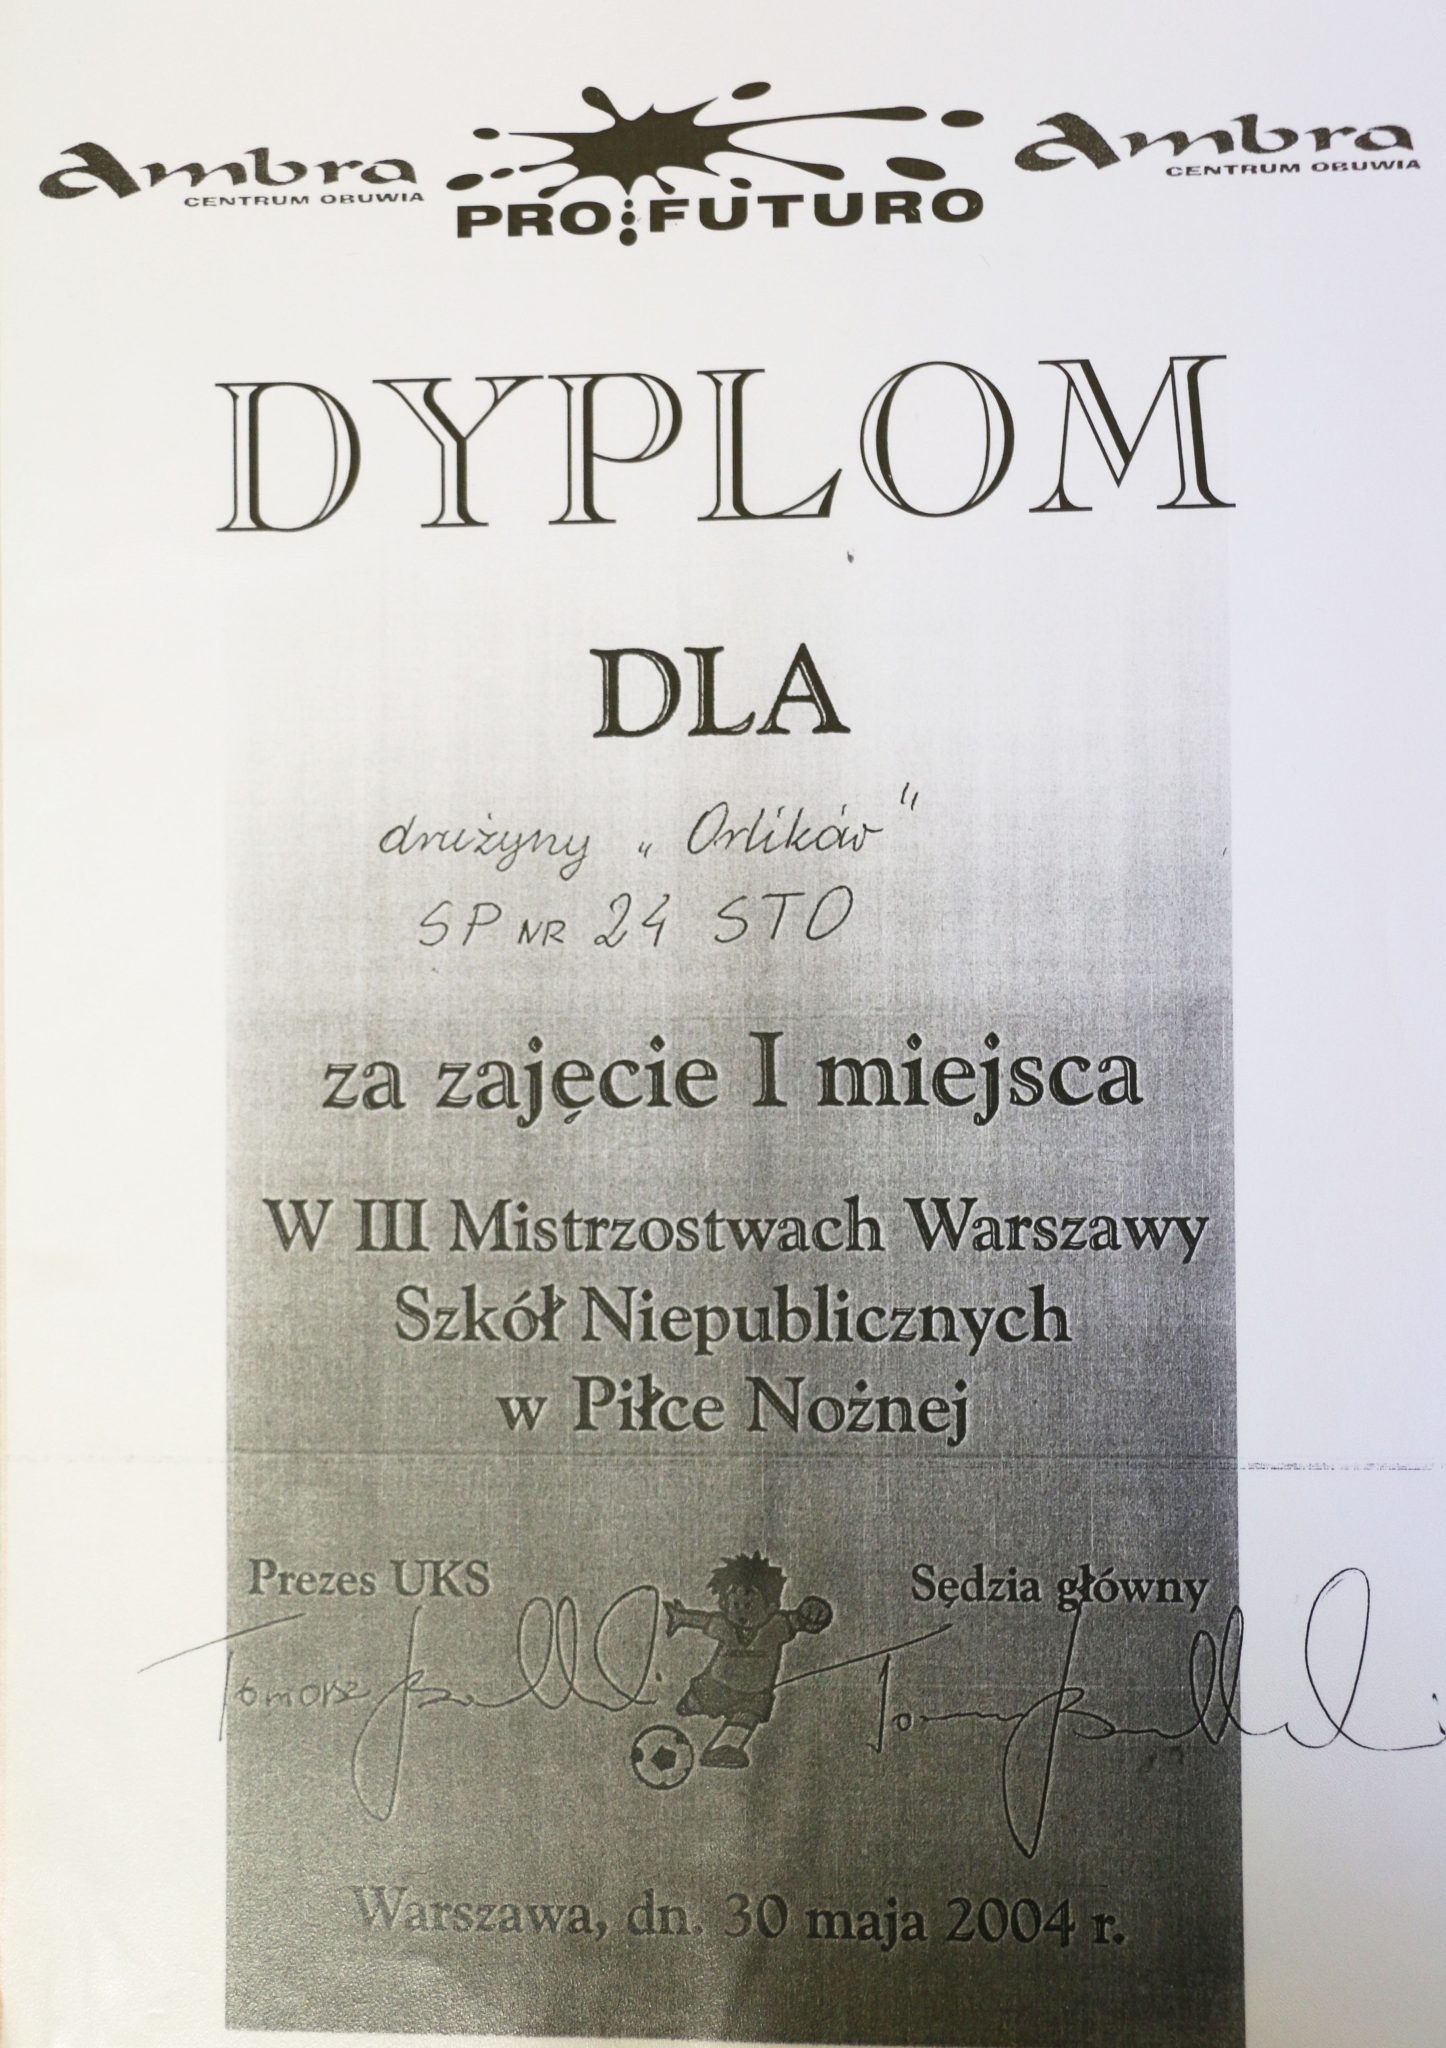 Ambra
CENTRUM OBUWIA
PRO FUTURO
Ambra
CENTRUM OBUWIA
DYPLOM
DLA
drużyny „Orlików"
SP NR 24 STO
za zajęcie I miejsca
W III Mistrzostwach Warszawy
Szkół Niepublicznych
w Piłce Nożnej
Prezes UKS
Sędzia główny
Tomasz
Warszawa, dn. 30 maja 2004 r.